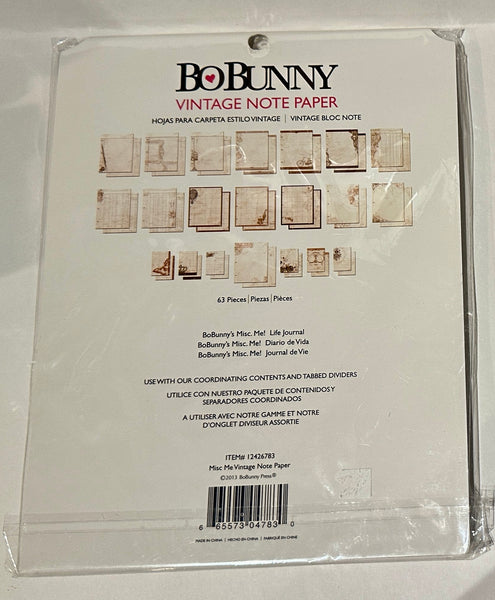 BOBUNNY
VINTAGE NOTE PAPER
HOJAS PARA CARPETA ESTILO VINTAGE | VINTAGE BLOC NOTE
63 Pieces | Piezas | Pièces
BoBunny's Misc. Me! Life Journal
BoBunny's Misc. Me! Diario de Vida
BoBunny's Misc. Me! Journal de Vie
USE WITH OUR COORDINATING CONTENTS AND TABBED DIVIDERS
UTILICE CON NUESTRO PAQUETE DE CONTENIDOS Y
SEPARADORES COORDINADOS
A UTILISER AVEC NOTRE GAMME ET NOTRE
D'ONGLET DIVISEUR ASSORTIE
ITEM# 12426783
Misc Me Vintage Note Paper
©2013 BoBunny Press®
6 65573 04783 0
MADE IN CHINA | HECHO EN CHINA | FABRIQUÉ EN CHINE